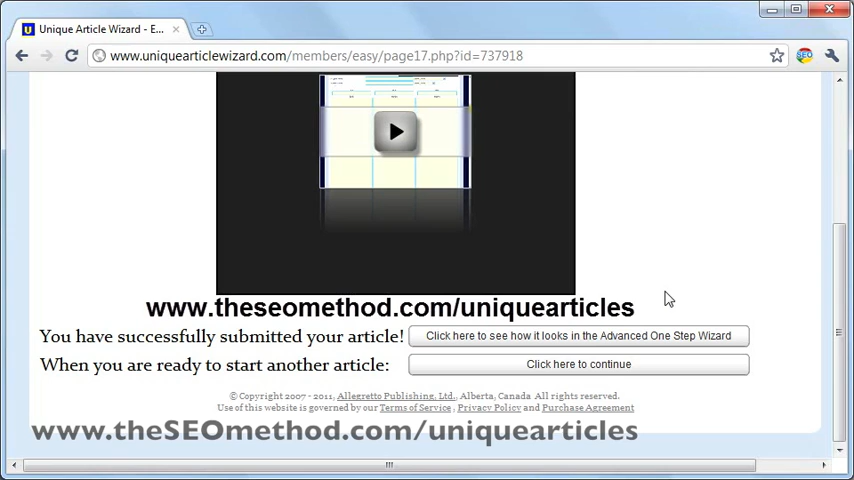 Unique Article Wizard - E...
www.uniquearticlewizard.com/members/easy/page17.php?id=737918
SEO
www.theseomethod.com/uniquearticles
You have successfully submitted your article! Click here to see how it looks in the Advanced One Step Wizard
When you are ready to start another article: Click here to continue
© Copyright 2007 - 2011, Allegretto Publishing, Ltd., Alberta, Canada All rights reserved.
Use of this website is governed by our Terms of Service , Privacy Policy and Purchase Agreement
www.theSEOmethod.com/uniquearticles